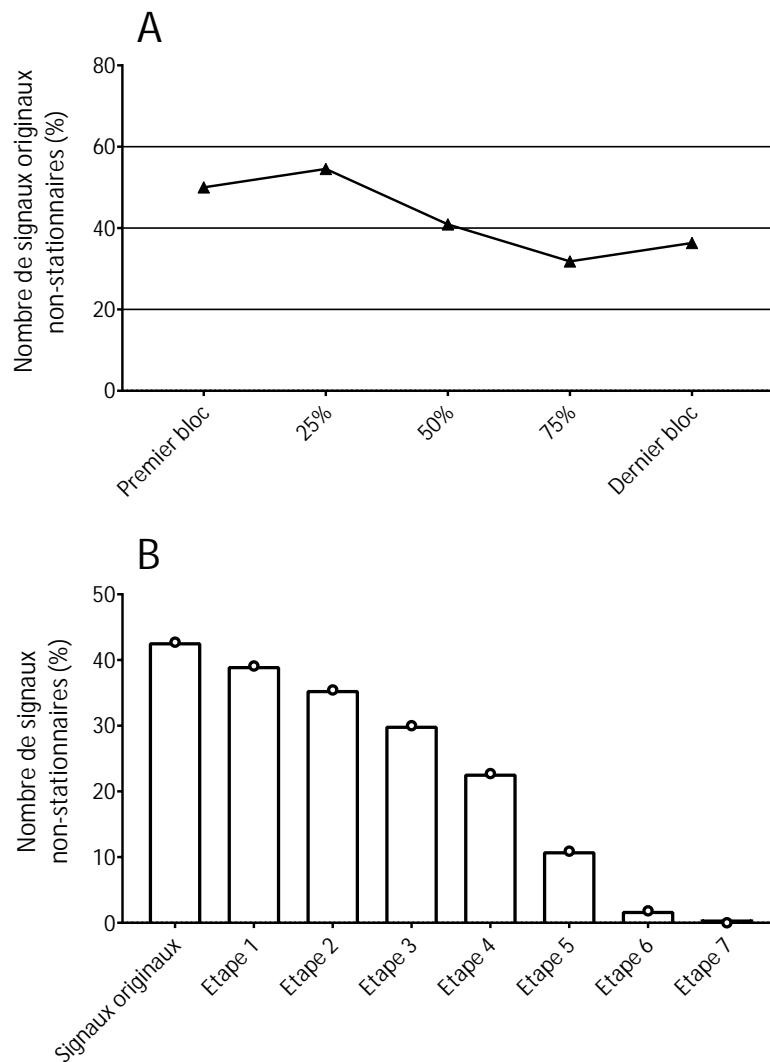 A
Nombre de signaux originaux
non-stationnaires (%)
80
60
40
20
0
Premier bloc
25%
50%
75%
Dernier bloc
B
Nombre de signaux
non-stationnaires (%)
50
40
30
20
10
0
Signaux originaux
Etape 1
Etape 2
Etape 3
Etape 4
Etape 5
Etape 6
Etape 7